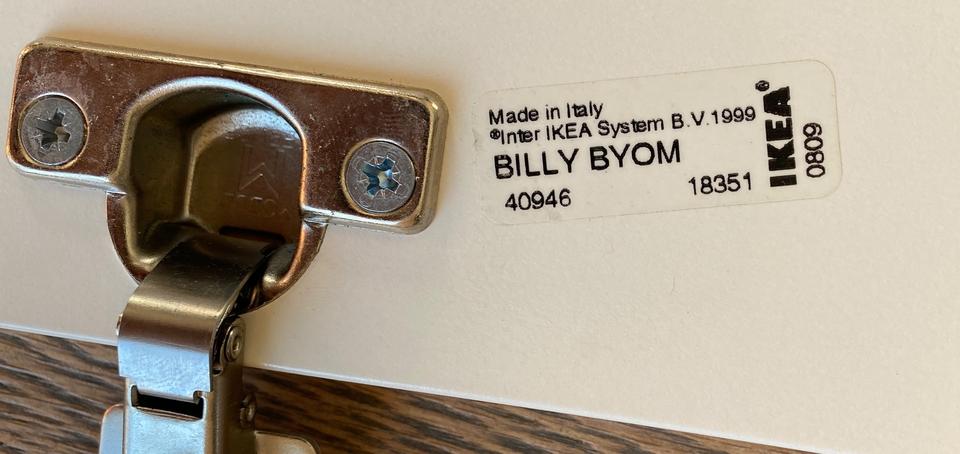 Made in Italy
®Inter IKEA System B.V.1999
BILLY BYOM
40946 18351
IKEA®
0809